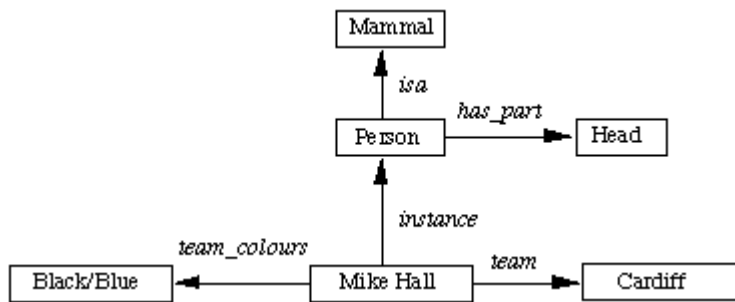 Mammal
isa
has_part
Person
Head
instance
team_colours
team
Black/Blue
Mike Hall
Cardiff